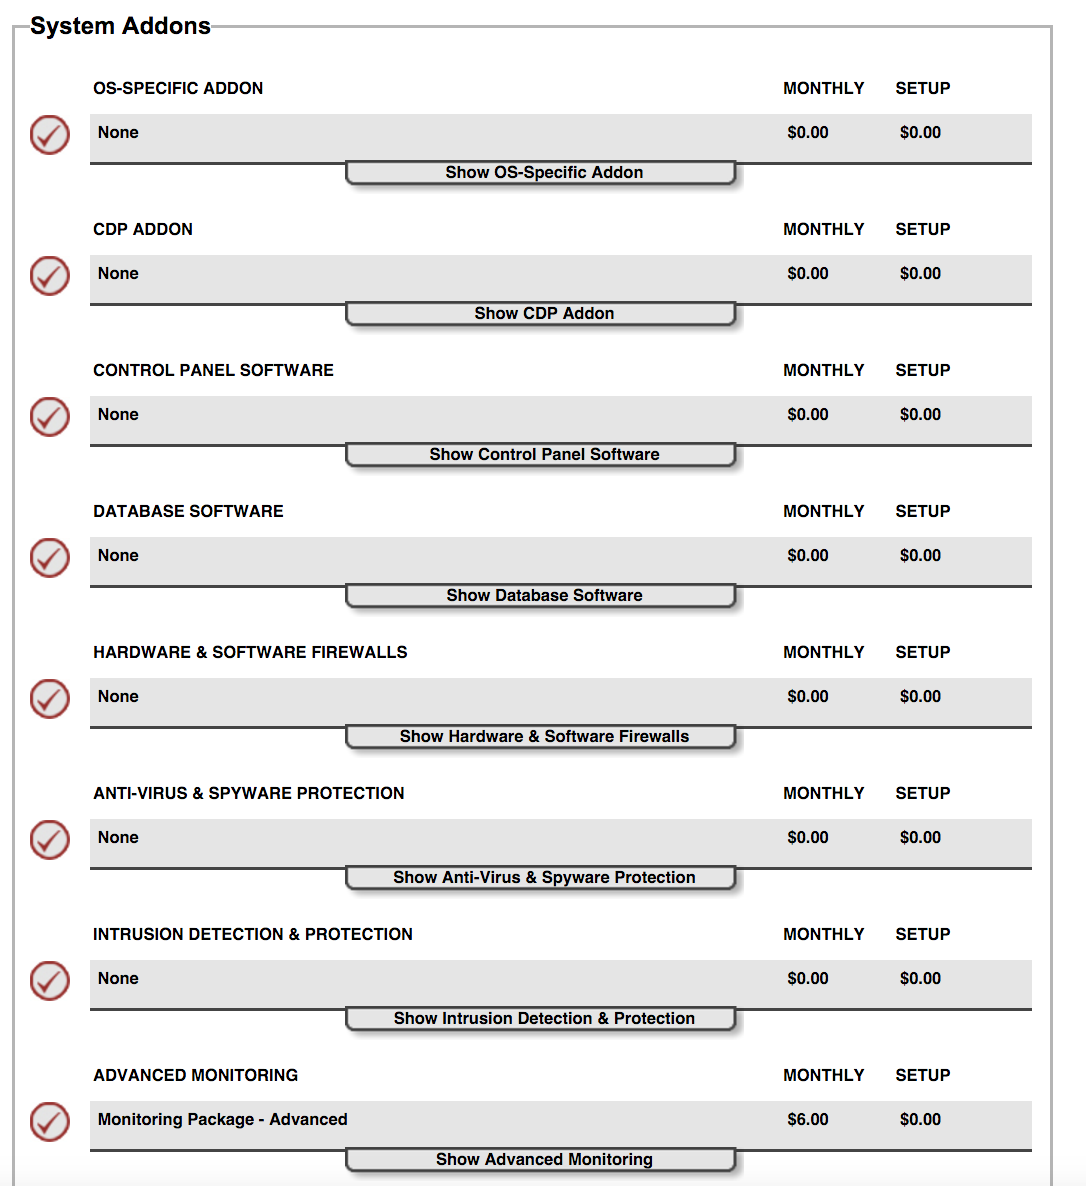 System Addons
OS-SPECIFIC ADDON MONTHLY SETUP
None $0.00 $0.00
Show OS-Specific Addon
CDP ADDON MONTHLY SETUP
None $0.00 $0.00
Show CDP Addon
CONTROL PANEL SOFTWARE MONTHLY SETUP
None $0.00 $0.00
Show Control Panel Software
DATABASE SOFTWARE MONTHLY SETUP
None $0.00 $0.00
Show Database Software
HARDWARE & SOFTWARE FIREWALLS MONTHLY SETUP
None $0.00 $0.00
Show Hardware & Software Firewalls
ANTI-VIRUS & SPYWARE PROTECTION MONTHLY SETUP
None $0.00 $0.00
Show Anti-Virus & Spyware Protection
INTRUSION DETECTION & PROTECTION MONTHLY SETUP
None $0.00 $0.00
Show Intrusion Detection & Protection
ADVANCED MONITORING MONTHLY SETUP
Monitoring Package - Advanced $6.00 $0.00
Show Advanced Monitoring